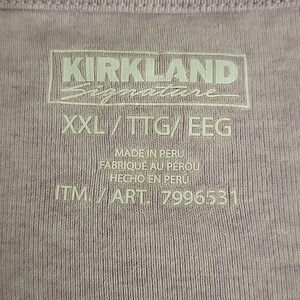 KIRKLAND
Signature
XXL / TTG/ EEG
MADE IN PERU
FABRIQUÉ AU PÉROU
HECHO EN PERÚ
ITM. / ART. 7996531